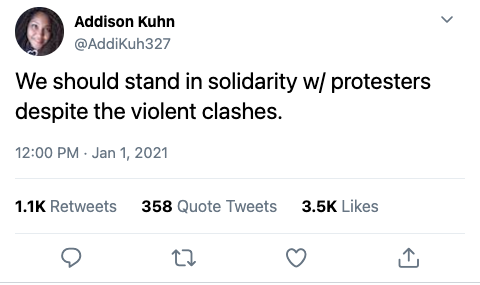 Addison Kuhn
@AddiKuh327
We should stand in solidarity w/ protesters
despite the violent clashes.
12:00 PM · Jan 1, 2021
1.1K Retweets 358 Quote Tweets 3.5K Likes